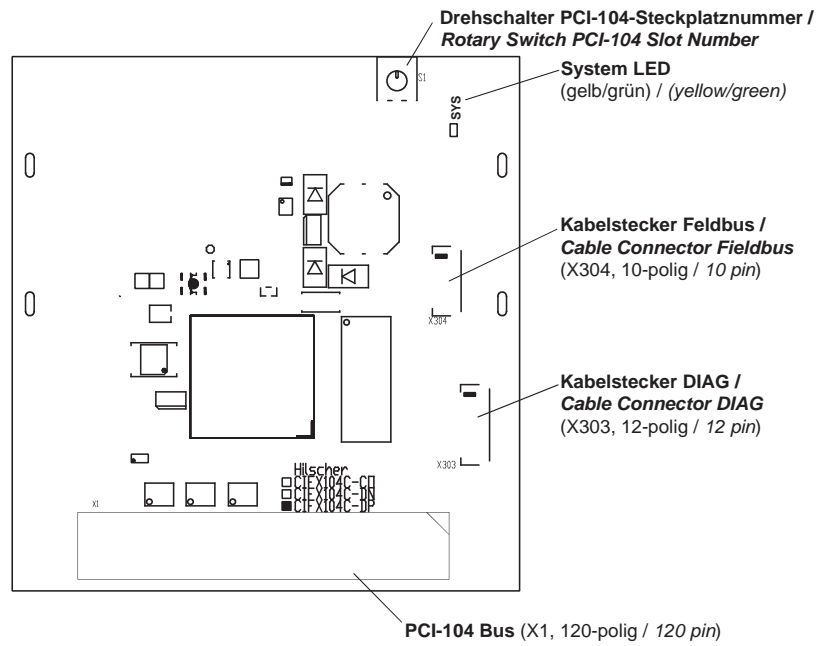 Drehschalter PCI-104-Steckplatznummer /
Rotary Switch PCI-104 Slot Number
S1
System LED
(gelb/grün) / (yellow/green)
SYS
Kabelstecker Feldbus /
Cable Connector Fieldbus
(X304, 10-polig / 10 pin)
X304
Kabelstecker DIAG /
Cable Connector DIAG
(X303, 12-polig / 12 pin)
X303
Hilscher
CIFX104C-CO
CIFX104C-DN
CIFX104C-DP
X1
PCI-104 Bus (X1, 120-polig / 120 pin)